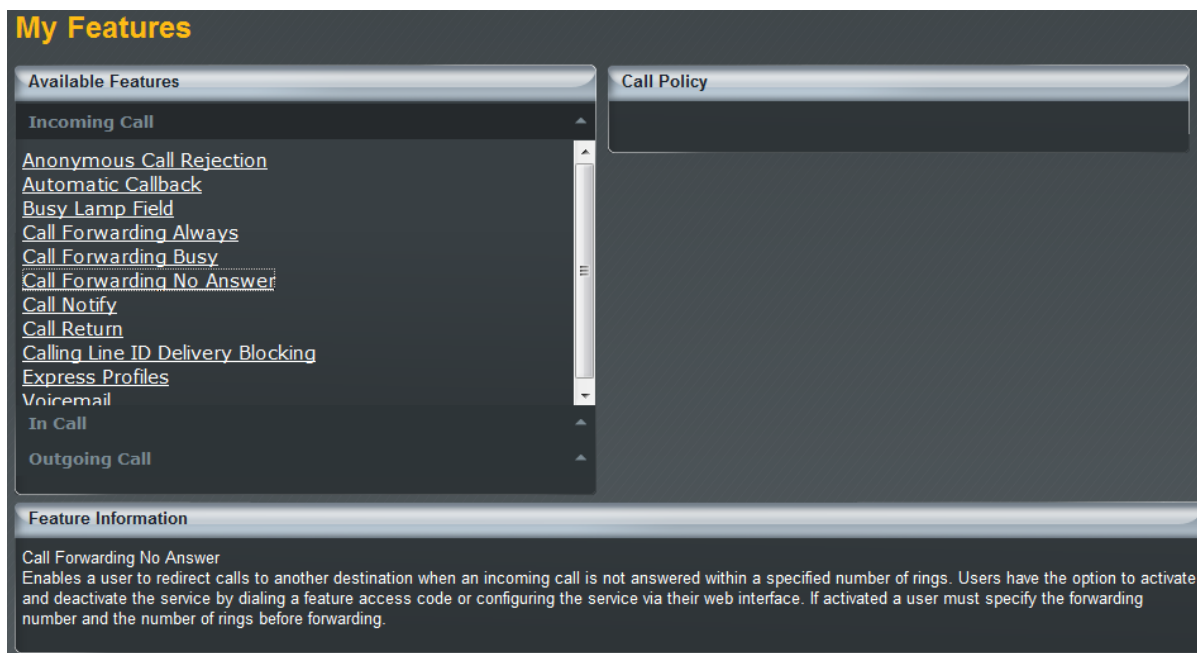 My Features
Available Features
Incoming Call
Anonymous Call Rejection
Automatic Callback
Busy Lamp Field
Call Forwarding Always
Call Forwarding Busy
Call Forwarding No Answer
Call Notify
Call Return
Calling Line ID Delivery Blocking
Express Profiles
Voicemail
In Call
Outgoing Call
Call Policy
Feature Information
Call Forwarding No Answer
Enables a user to redirect calls to another destination when an incoming call is not answered within a specified number of rings. Users have the option to activate
and deactivate the service by dialing a feature access code or configuring the service via their web interface. If activated a user must specify the forwarding
number and the number of rings before forwarding.